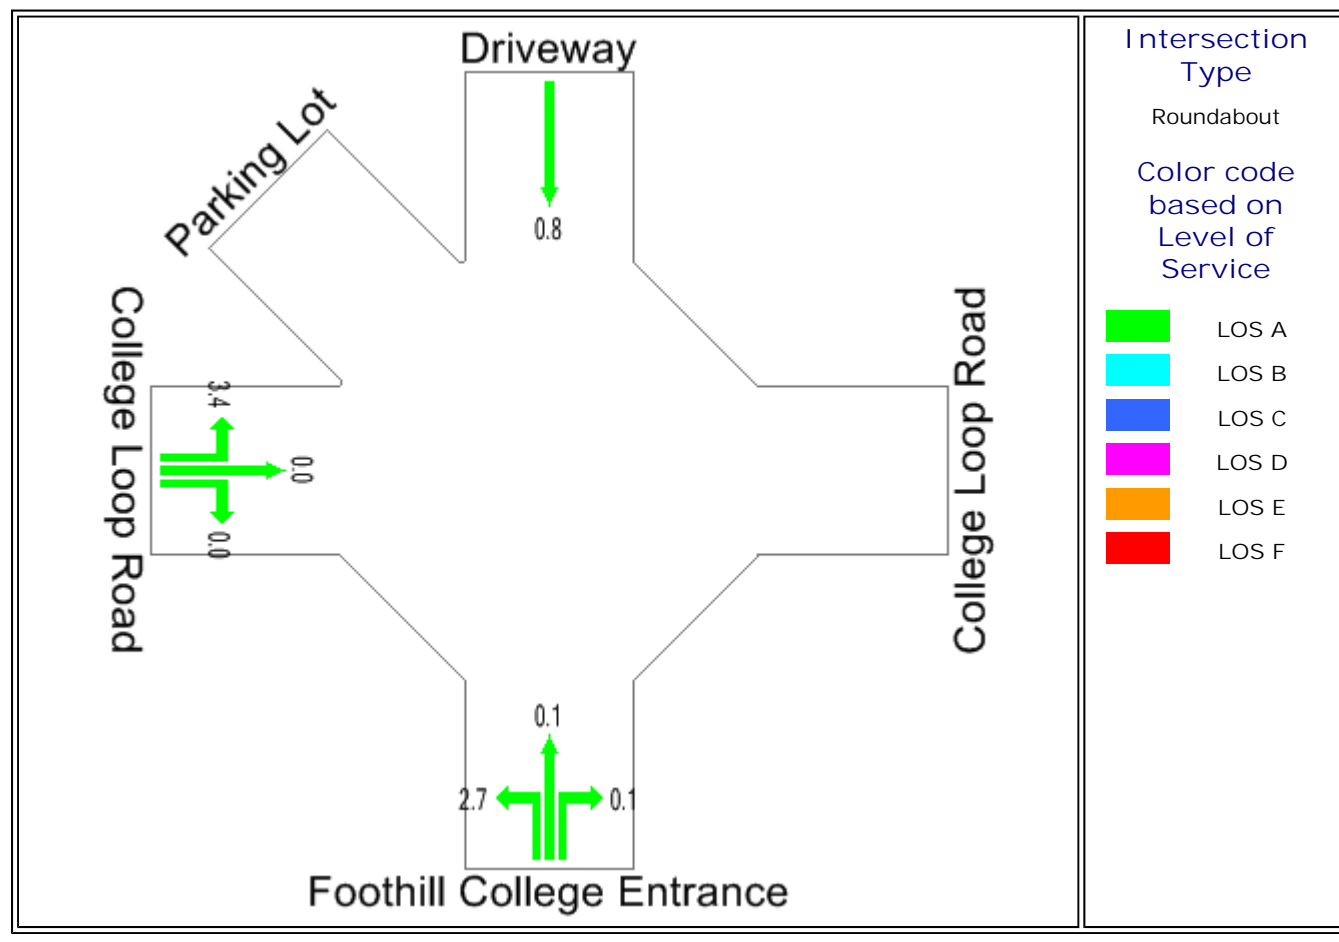 Driveway
Parking Lot
0.8
College Loop Road
3.4
0.0
0.0
College Loop Road
0.1
2.7
0.1
Foothill College Entrance
Intersection
Type
Roundabout
Color code
based on
Level of
Service
LOS A
LOS B
LOS C
LOS D
LOS E
LOS F